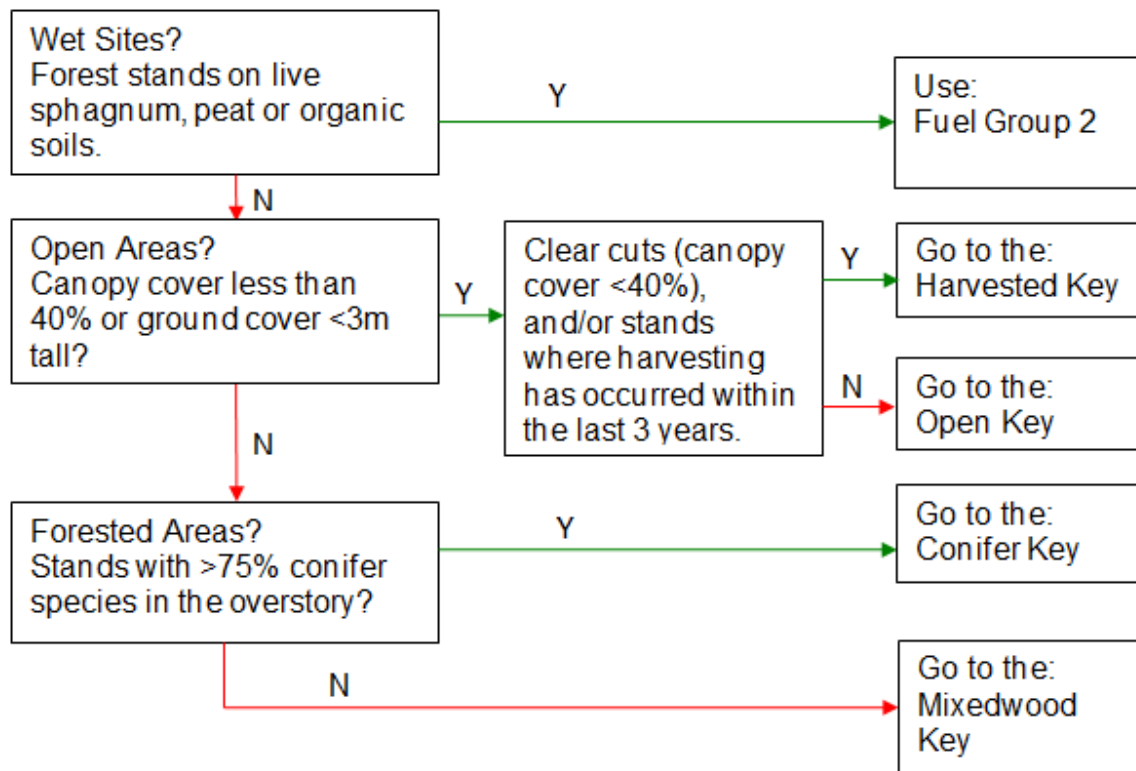 Wet Sites?
Forest stands on live
sphagnum, peat or organic
soils.
Y
Use:
Fuel Group 2
N
Open Areas?
Canopy cover less than
40% or ground cover <3m
tall?
Y
Clear cuts (canopy
cover <40%),
and/or stands
where harvesting
has occurred within
the last 3 years.
Y
Go to the:
Harvested Key
N
Go to the:
Open Key
N
Forested Areas?
Stands with >75% conifer
species in the overstory?
Y
Go to the:
Conifer Key
N
Go to the:
Mixedwood
Key